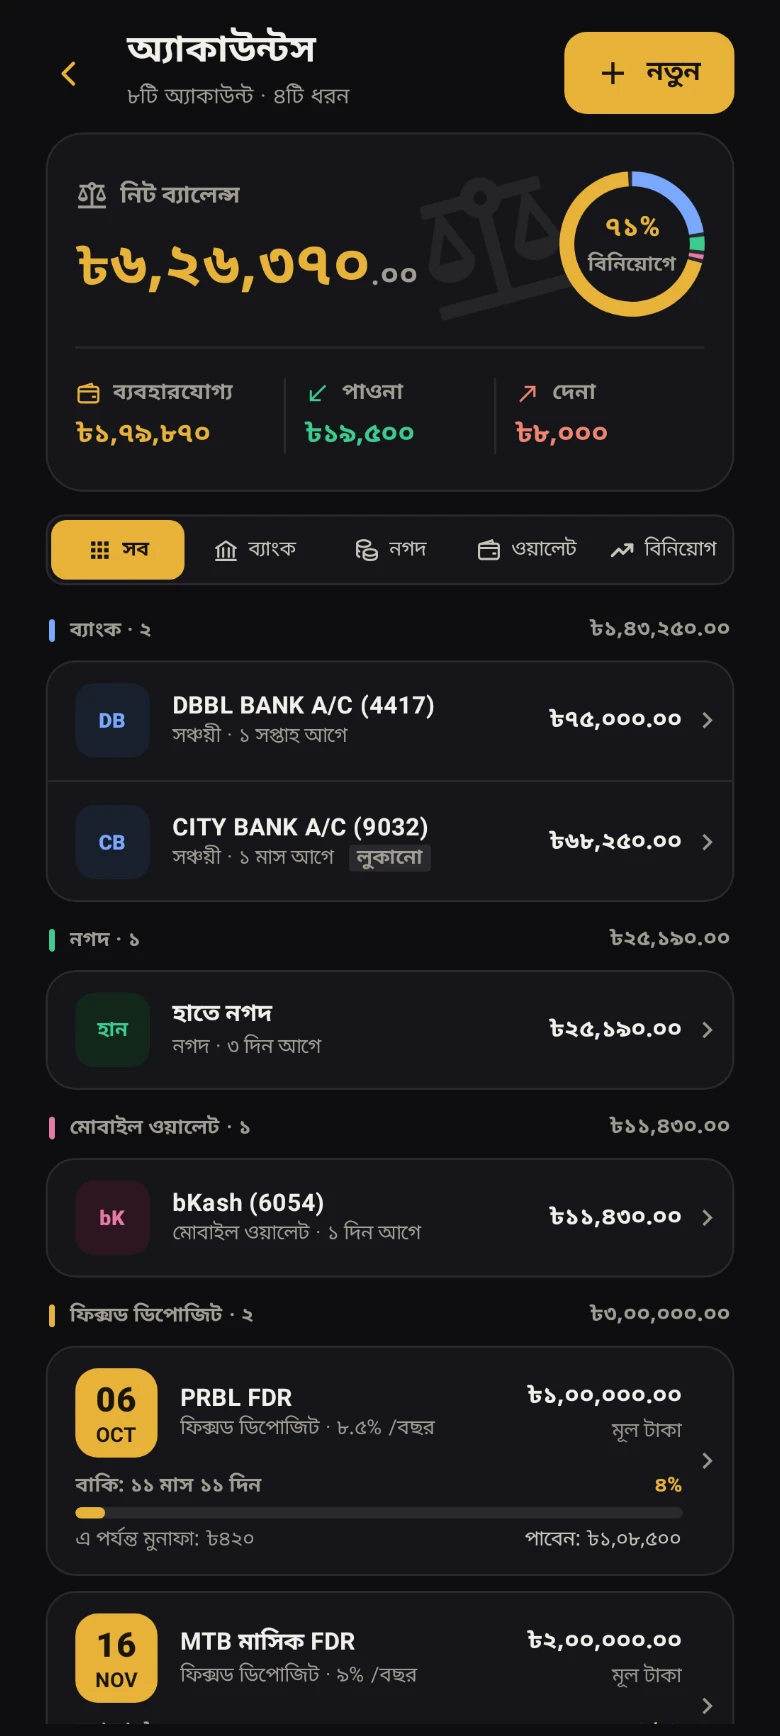 অ্যাকাউন্টস
৮টি অ্যাকাউন্ট · ৪টি ধরন
+ নতুন
নিট ব্যালেন্স
৳৬,২৬,৩৭০.০০
৭১%
বিনিয়োগে
ব্যবহারযোগ্য
৳১,৭৯,৮৭০
পাওনা
৳১৯,৫০০
দেনা
৳৮,০০০
সব
ব্যাংক
নগদ
ওয়ালেট
বিনিয়োগ
ব্যাংক · ২
৳১,৪৩,২৫০.০০
DB
DBBL BANK A/C (4417)
সঞ্চয়ী · ১ সপ্তাহ আগে
৳৭৫,০০০.০০
CB
CITY BANK A/C (9032)
সঞ্চয়ী · ১ মাস আগে লুকানো
৳৬৮,২৫০.০০
নগদ · ১
৳২৫,১৯০.০০
হান
হাতে নগদ
নগদ · ৩ দিন আগে
৳২৫,১৯০.০০
মোবাইল ওয়ালেট · ১
৳১১,৪৩০.০০
bK
bKash (6054)
মোবাইল ওয়ালেট · ১ দিন আগে
৳১১,৪৩০.০০
ফিক্সড ডিপোজিট · ২
৳৩,০০,০০০.০০
06
OCT
PRBL FDR
ফিক্সড ডিপোজিট · ৮.৫% /বছর
৳১,০০,০০০.০০
মূল টাকা
বাকি: ১১ মাস ১১ দিন
৪%
এ পর্যন্ত মুনাফা: ৳৪২০
পাবেন: ৳১,০৮,৫০০
16
NOV
MTB মাসিক FDR
ফিক্সড ডিপোজিট · ৯% /বছর
৳২,০০,০০০.০০
মূল টাকা